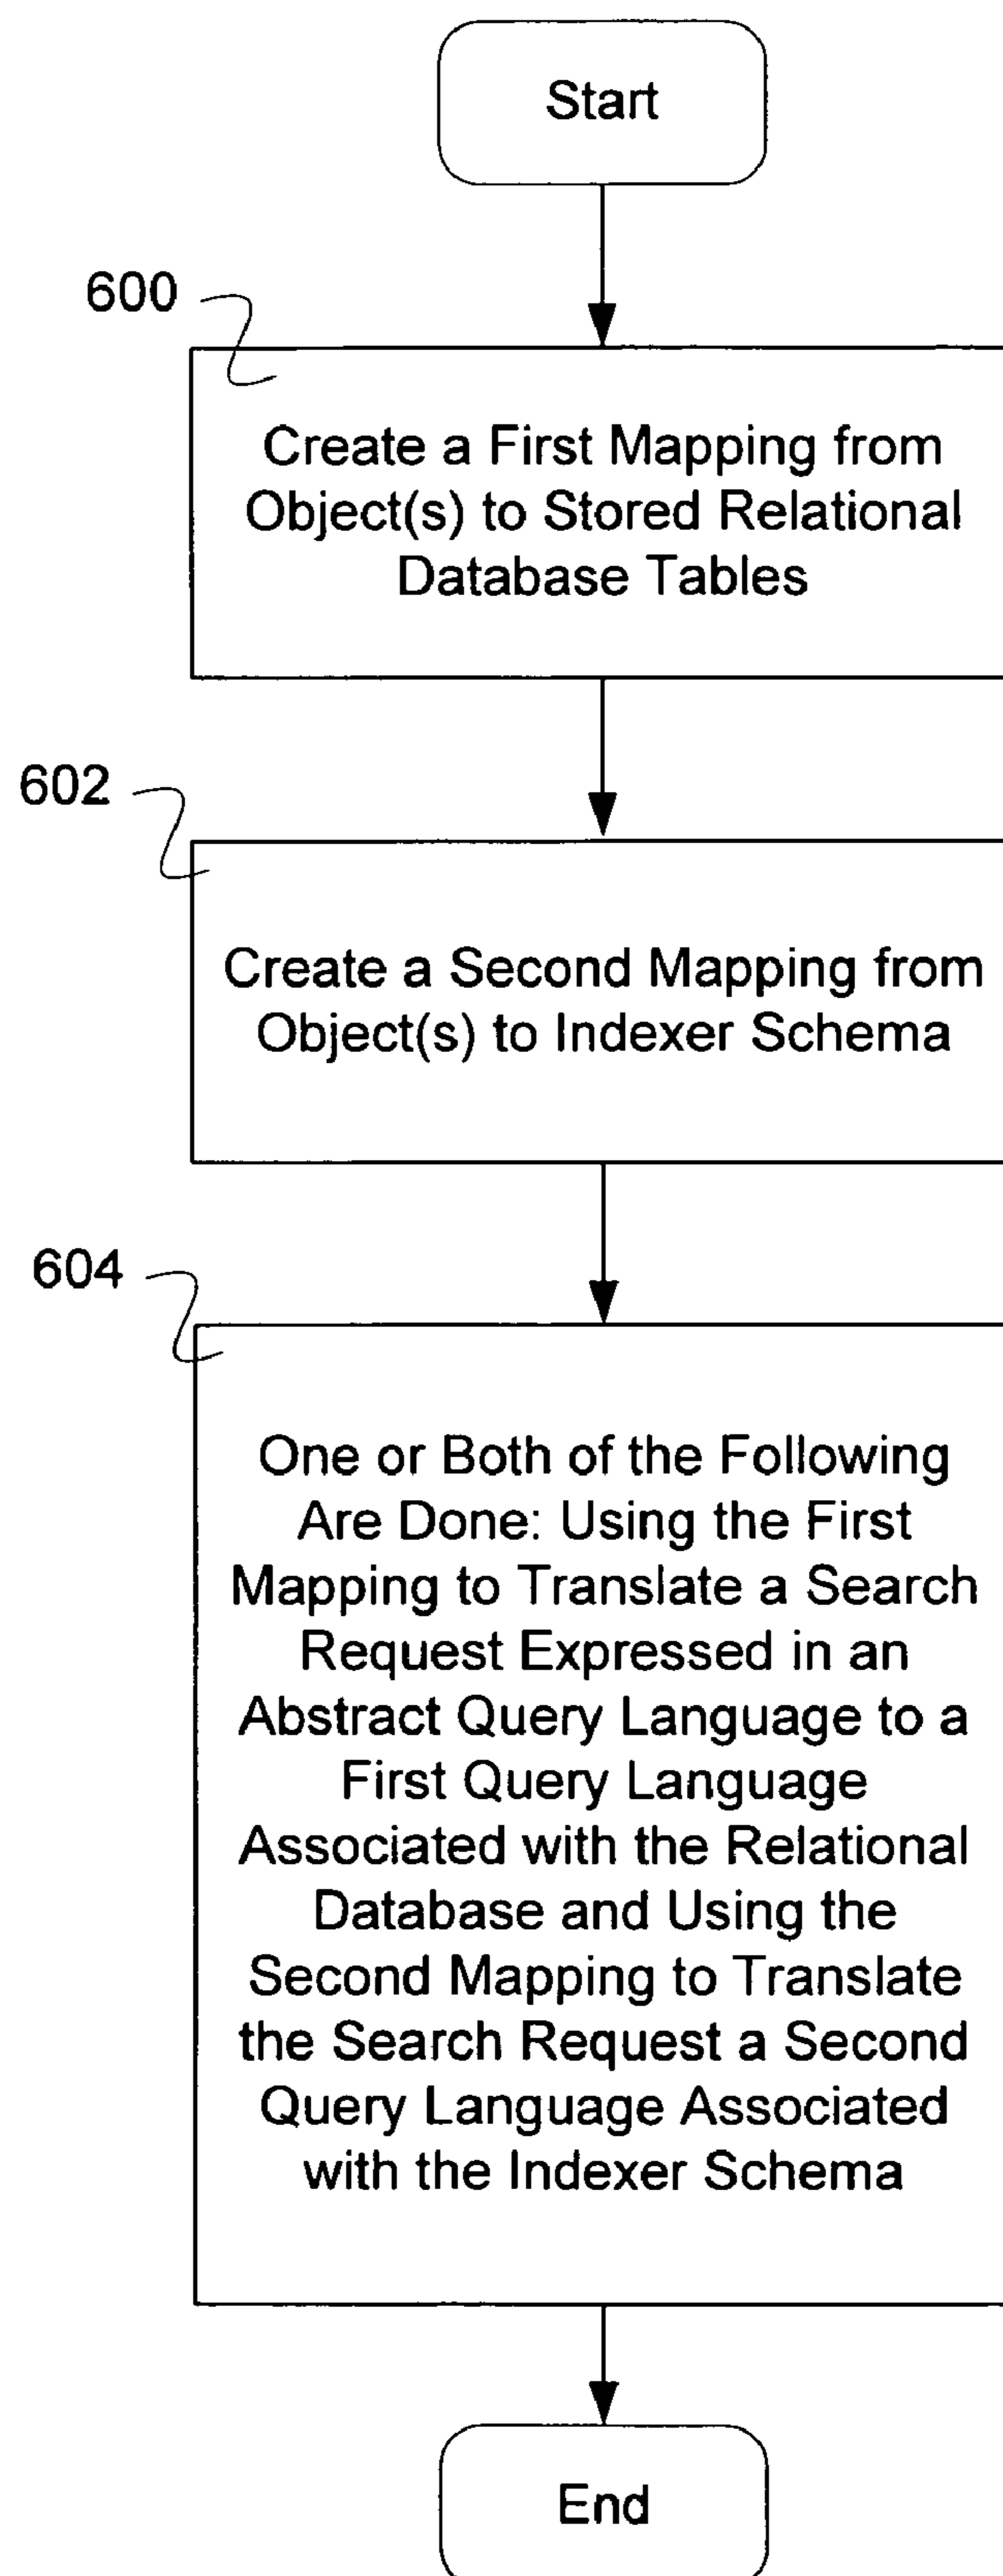 Start
600
Create a First Mapping from
Object(s) to Stored Relational
Database Tables
602
Create a Second Mapping from
Object(s) to Indexer Schema
604
One or Both of the Following
Are Done: Using the First
Mapping to Translate a Search
Request Expressed in an
Abstract Query Language to a
First Query Language
Associated with the Relational
Database and Using the
Second Mapping to Translate
the Search Request a Second
Query Language Associated
with the Indexer Schema
End